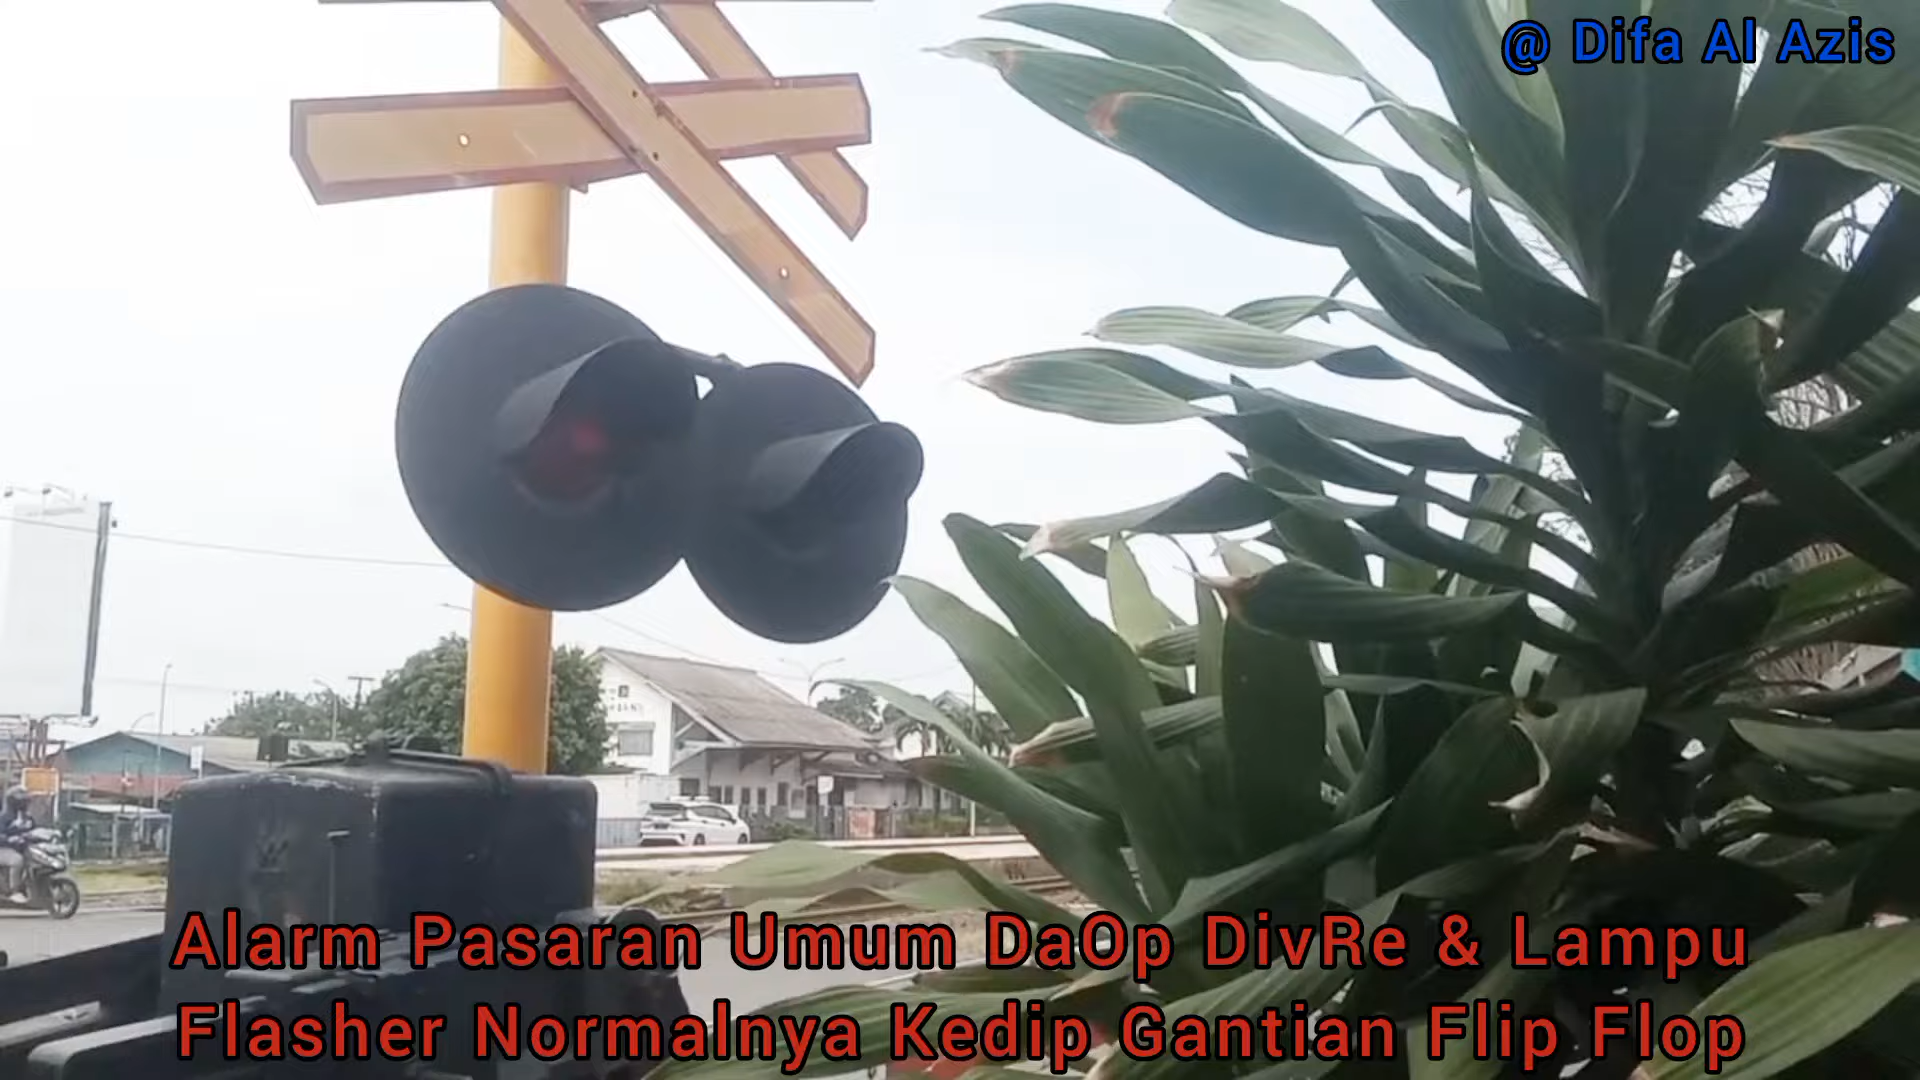 @ Difa Al Azis
Alarm Pasaran Umum DaOp DivRe & Lampu
Flasher Normalnya Kedip Gantian Flip Flop